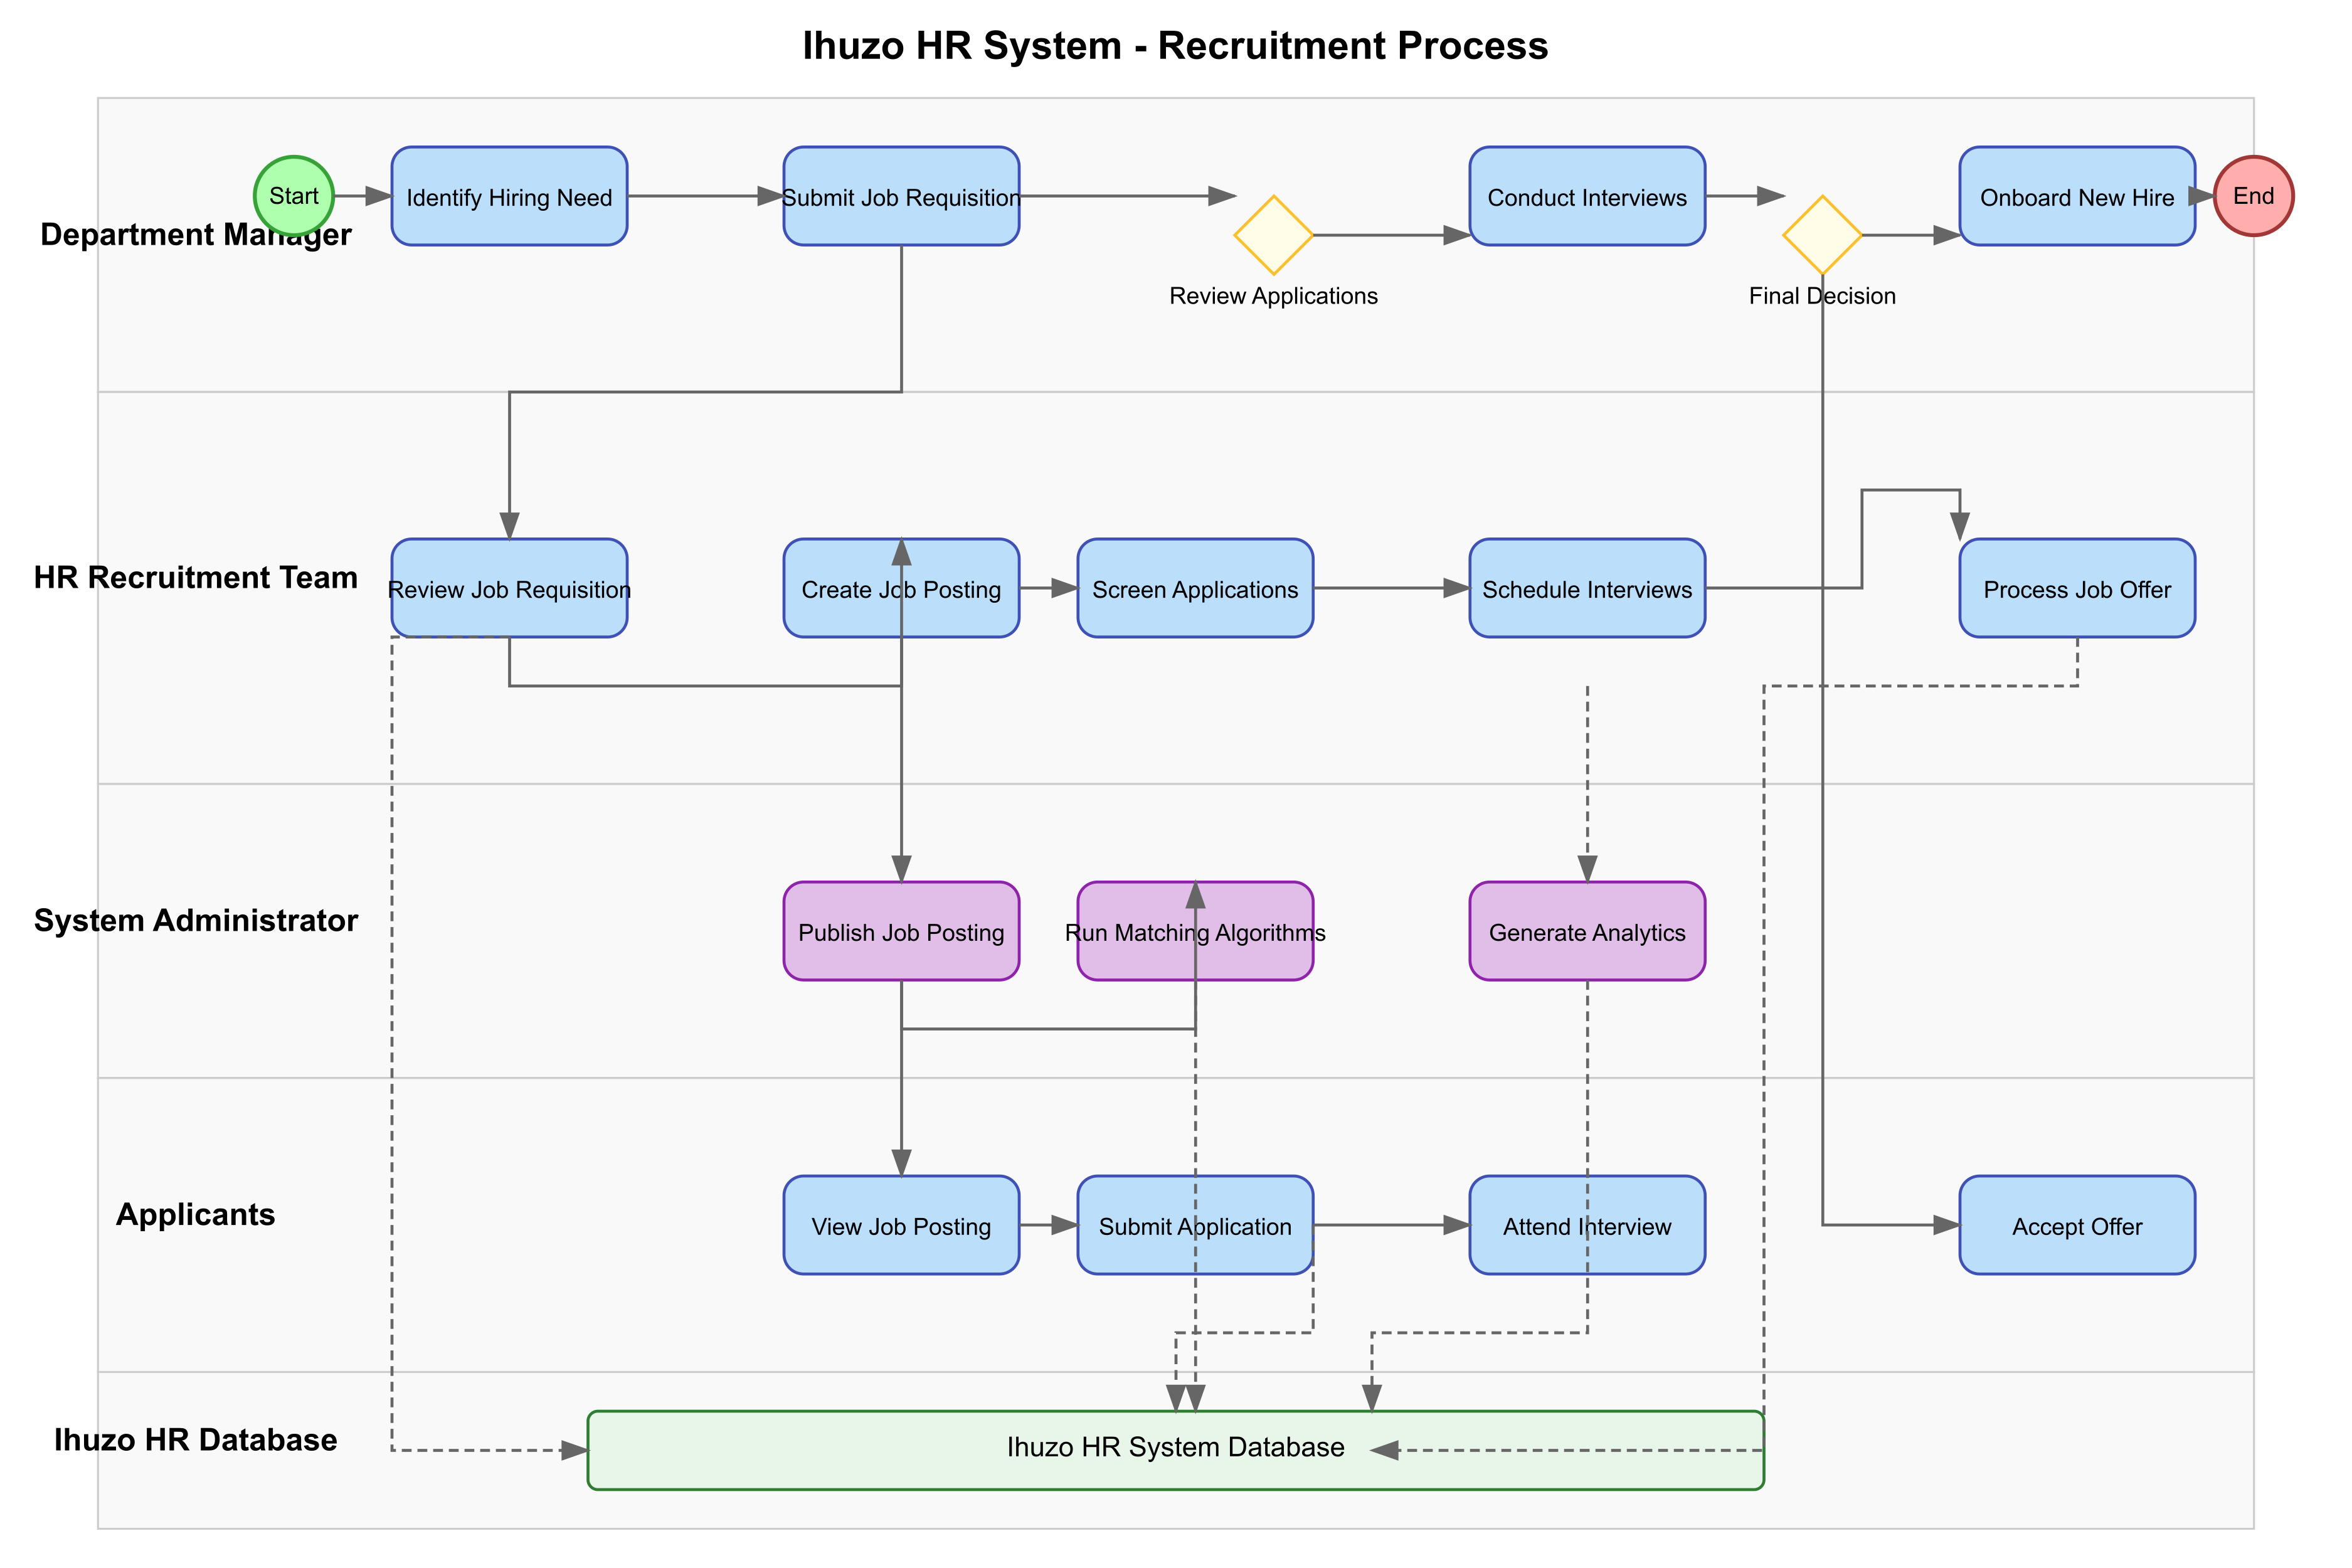 Ihuzo HR System - Recruitment Process
Start
Identify Hiring Need
Submit Job Requisition
Conduct Interviews
Onboard New Hire
End
Department Manager
Review Applications
Final Decision
HR Recruitment Team
Review Job Requisition
Create Job Posting
Screen Applications
Schedule Interviews
Process Job Offer
System Administrator
Publish Job Posting
Run Matching Algorithms
Generate Analytics
Applicants
View Job Posting
Submit Application
Attend Interview
Accept Offer
Ihuzo HR Database
Ihuzo HR System Database